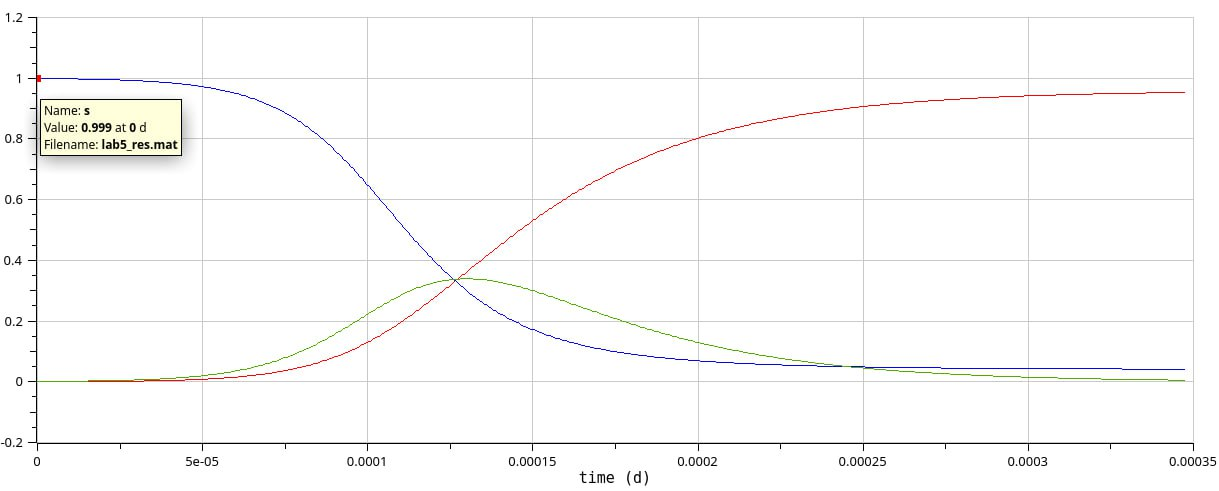 1.2
1
Name: s
Value: 0.999 at 0 d
Filename: lab5_res.mat
0.8
0.6
0.4
0.2
0
-0.2
0 5e-05 0.0001 0.00015 0.0002 0.00025 0.0003 0.00035
time (d)